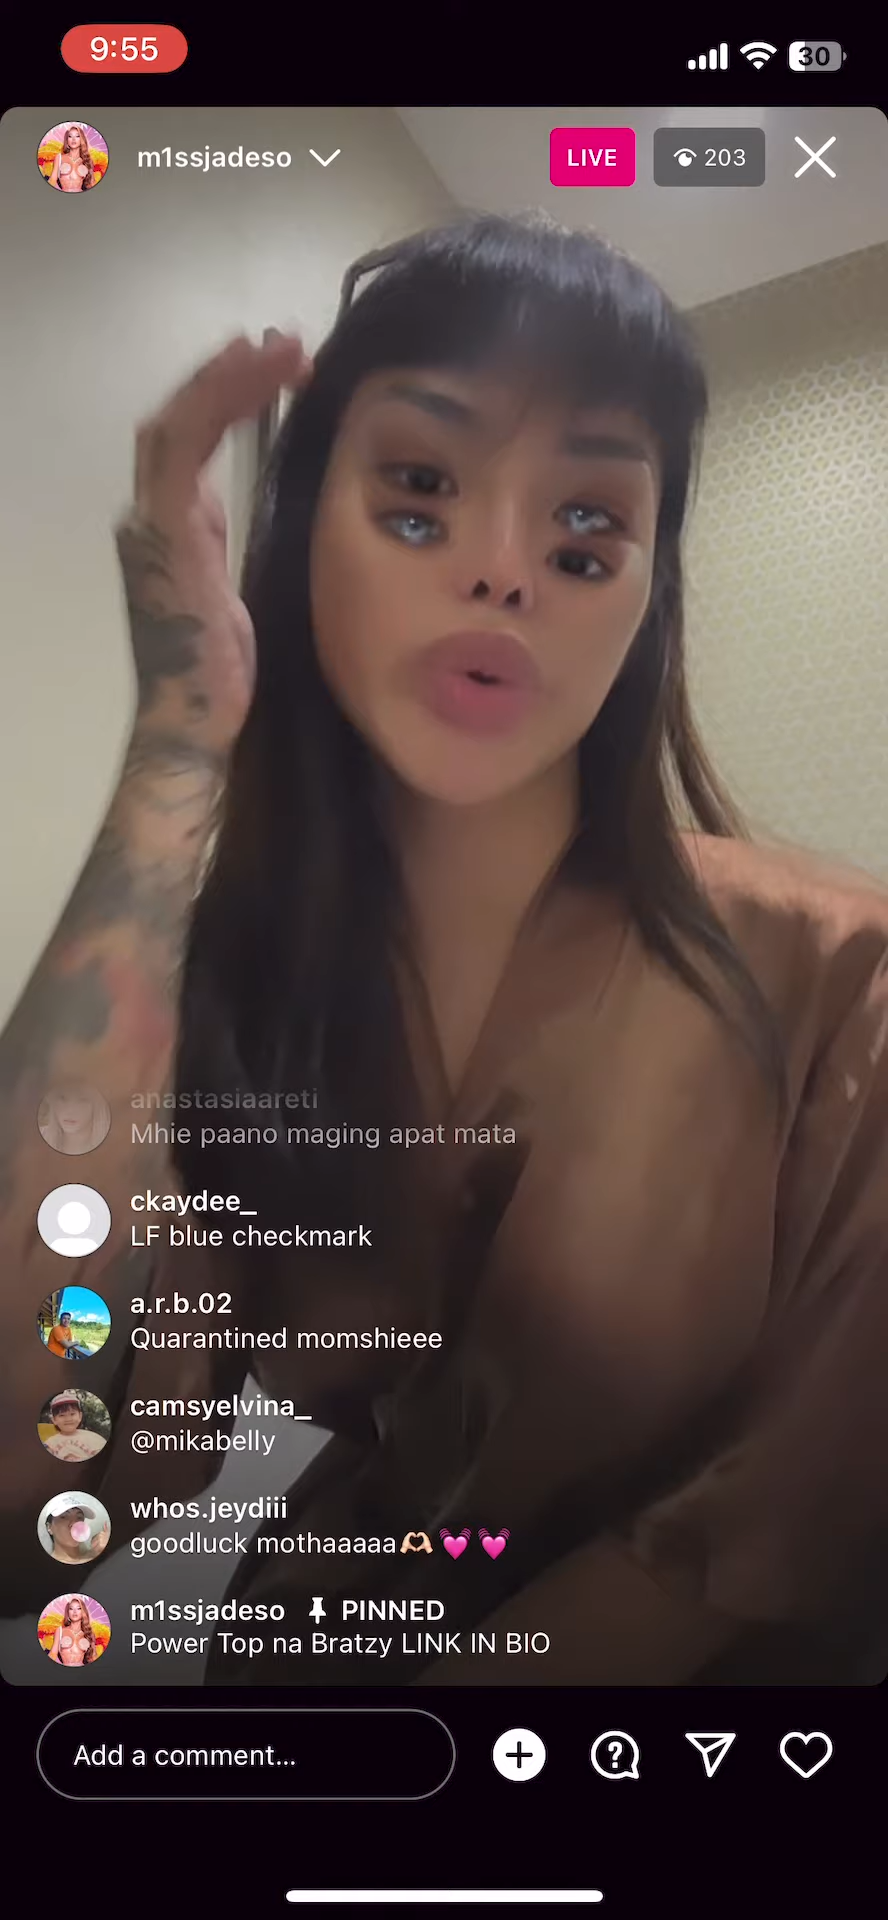 9:55
30
m1ssjadeso
LIVE
203
anastasiaareti
Mhie paano maging apat mata
ckaydee_
LF blue checkmark
a.r.b.02
Quarantined momshieee
camsyelvina_
@mikabelly
whos.jeydiii
goodluck mothaaaaa🫶🏻💓💓
m1ssjadeso PINNED
Power Top na Bratzy LINK IN BIO
Add a comment...